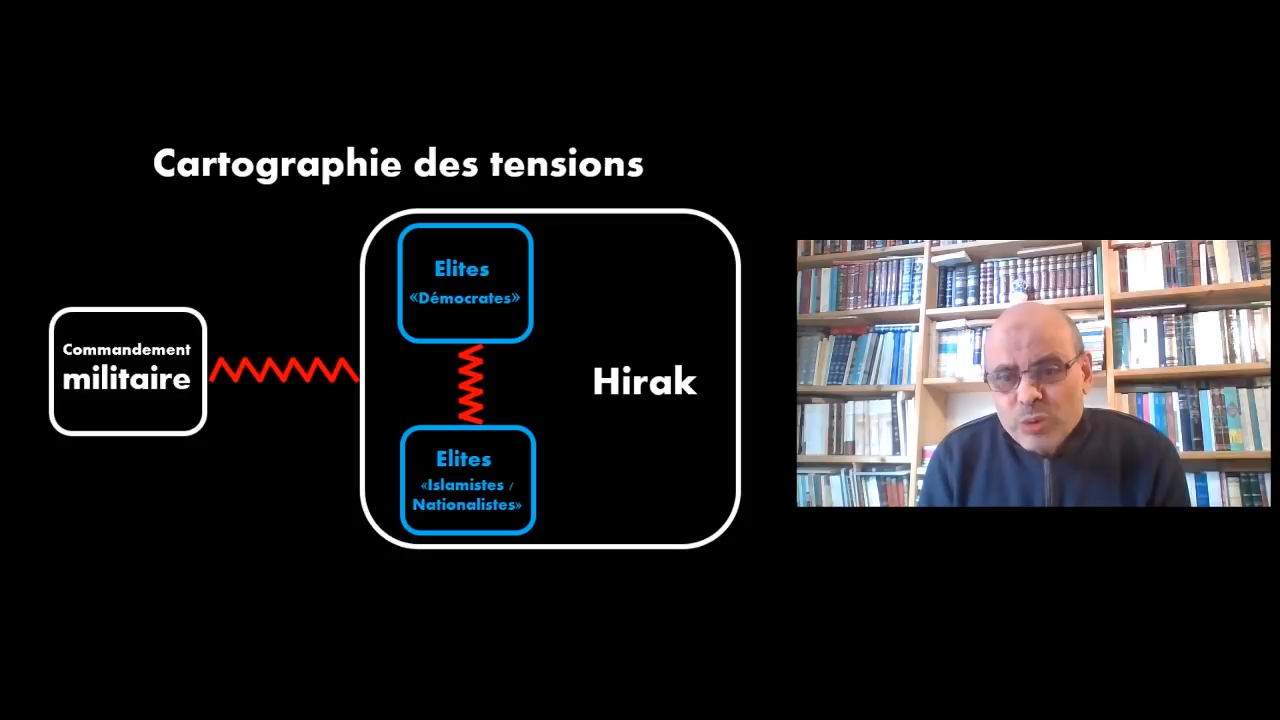 Cartographie des tensions
Elites
«Démocrates»
Commandement
militaire
Hirak
Elites
«Islamistes /
Nationalistes»